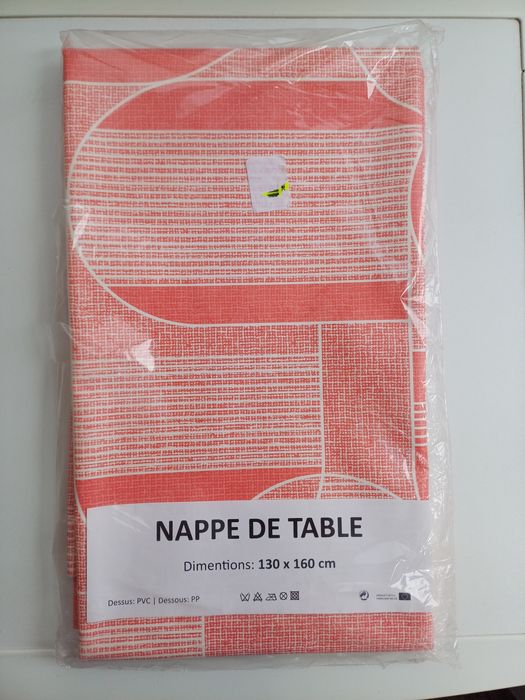 NAPPE DE TABLE
Dimentions: 130 x 160 cm
Dessus: PVC | Dessous: PP